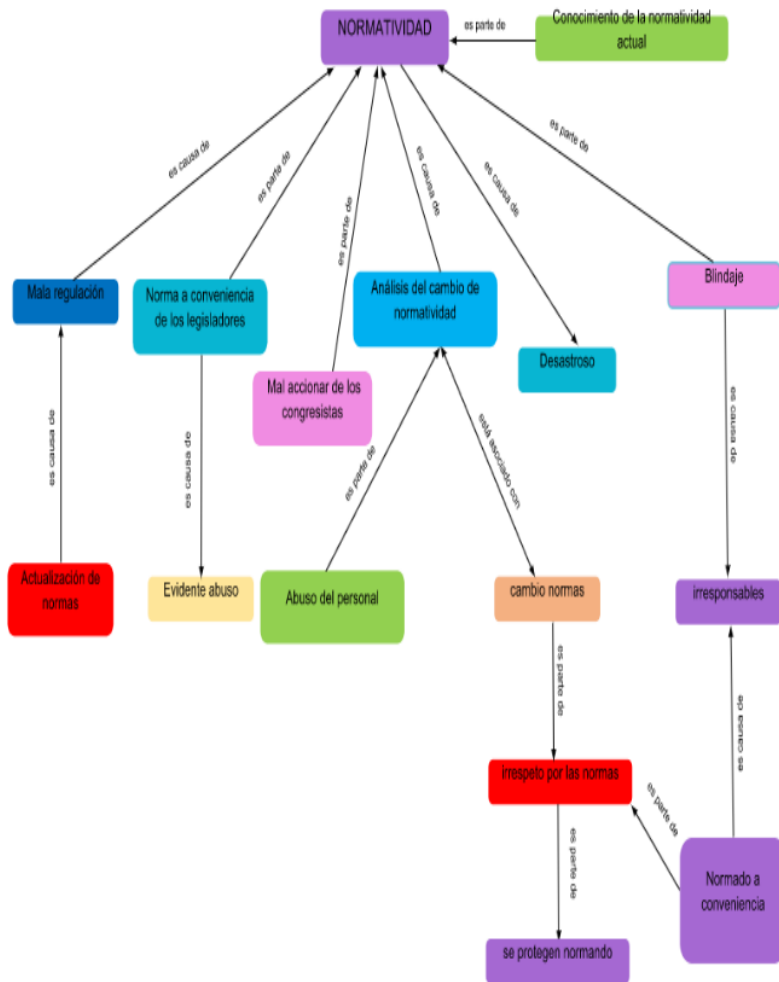 Conocimiento de la normatividad
actual
es parte de
NORMATIVIDAD
es causa de
es parte de
es parte de
es causa de
es causa de
es parte de
Mala regulación
Norma a conveniencia
de los legisladores
Análisis del cambio de
normatividad
Blindaje
Mal accionar de los
congresistas
Desastroso
es causa de
es causa de
es parte de
está asociado con
es causa de
Actualización de
normas
Evidente abuso
Abuso del personal
cambio normas
irresponsables
es parte de
es causa de
irrespeto por las normas
es parte de
es parte de
Normado a
conveniencia
se protegen normando